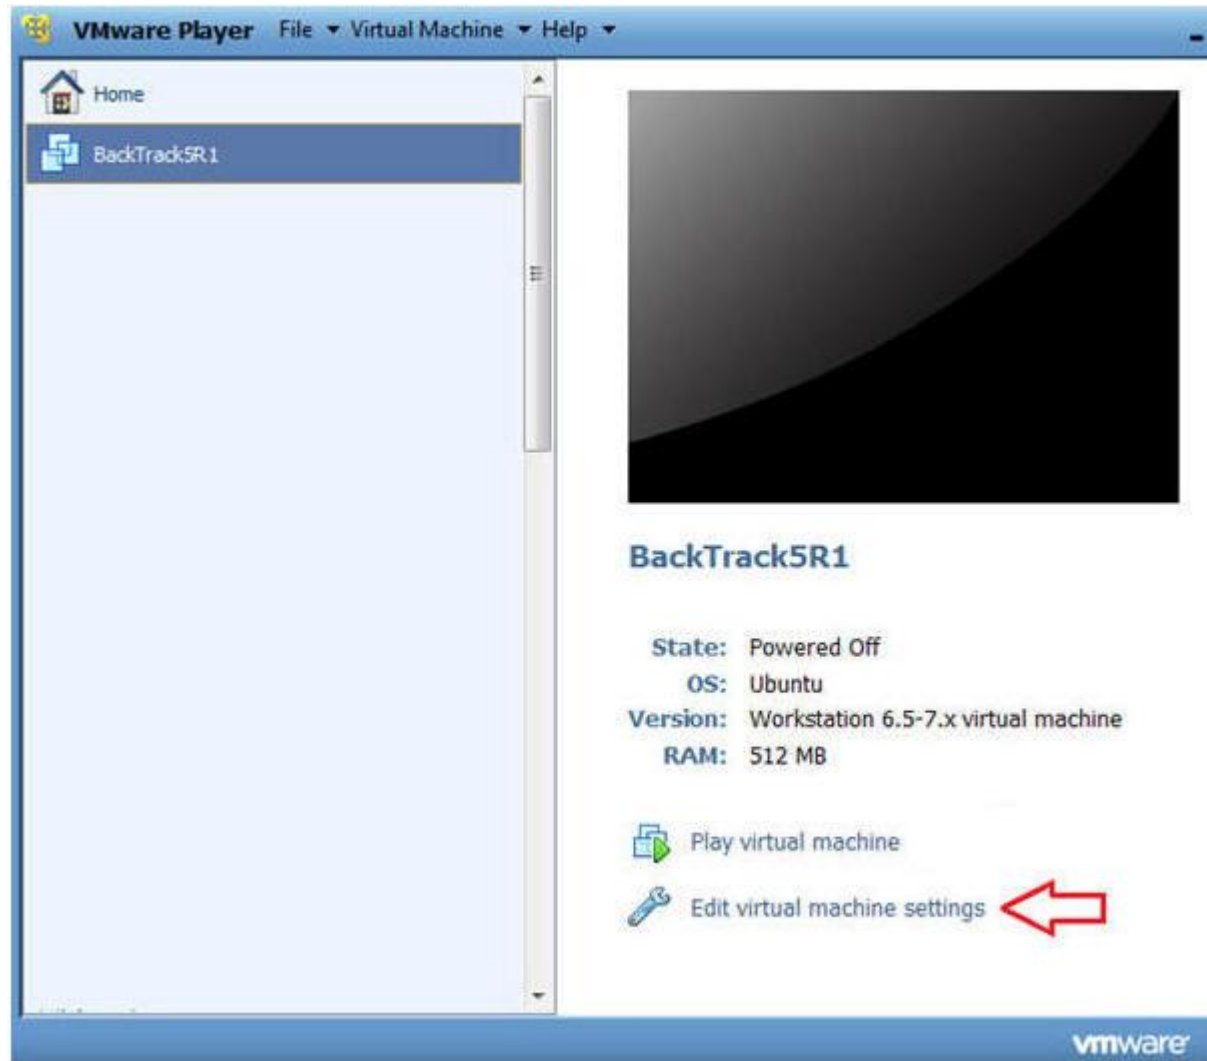 VMware Player File Virtual Machine Help
Home
BackTrack5R1
BackTrack5R1
State: Powered Off
OS: Ubuntu
Version: Workstation 6.5-7.x virtual machine
RAM: 512 MB
Play virtual machine
Edit virtual machine settings
vmware